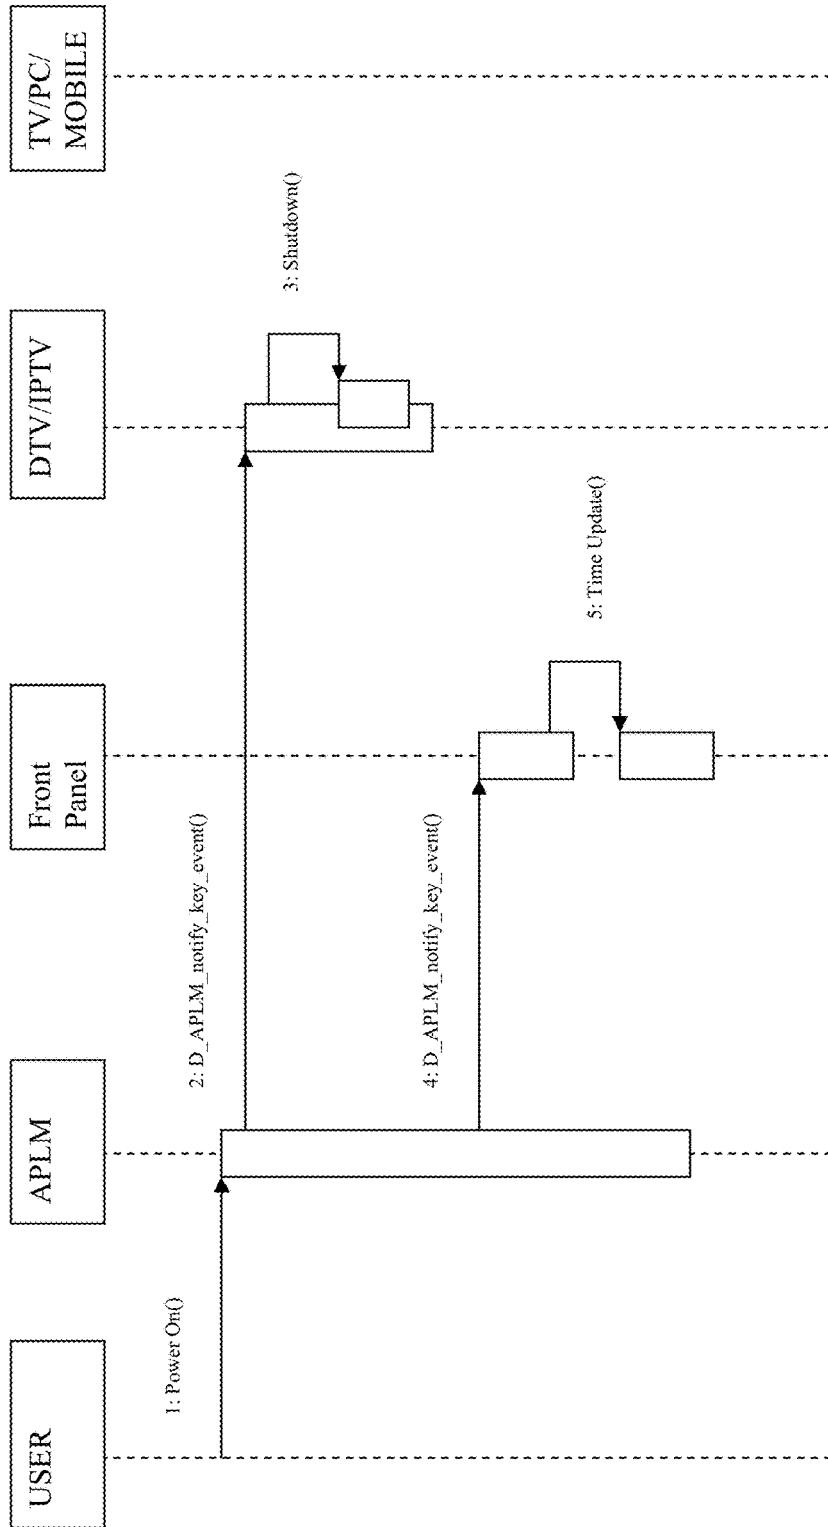 USER
APLM
Front
Panel
DTV/IPTV
TV/PC/
MOBILE
1: Power On()
2: D_APLM_notify_key_event()
3: Shutdown()
4: D_APLM_notify_key_event()
5: Time Update()